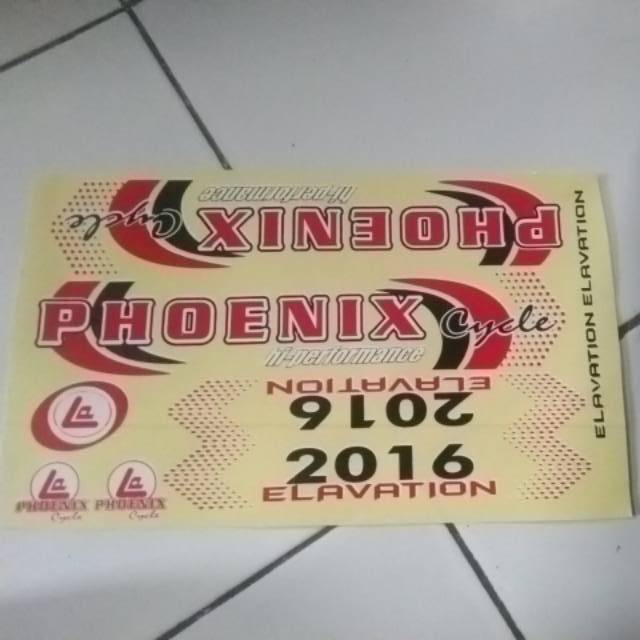 PHOENIX Cycle
hi-performance
PHOENIX Cycle
hi-performance
ELAVATION ELAVATION
ELAVATION
2016
2016
ELAVATION
PHOENIX
Cycle
PHOENIX
Cycle